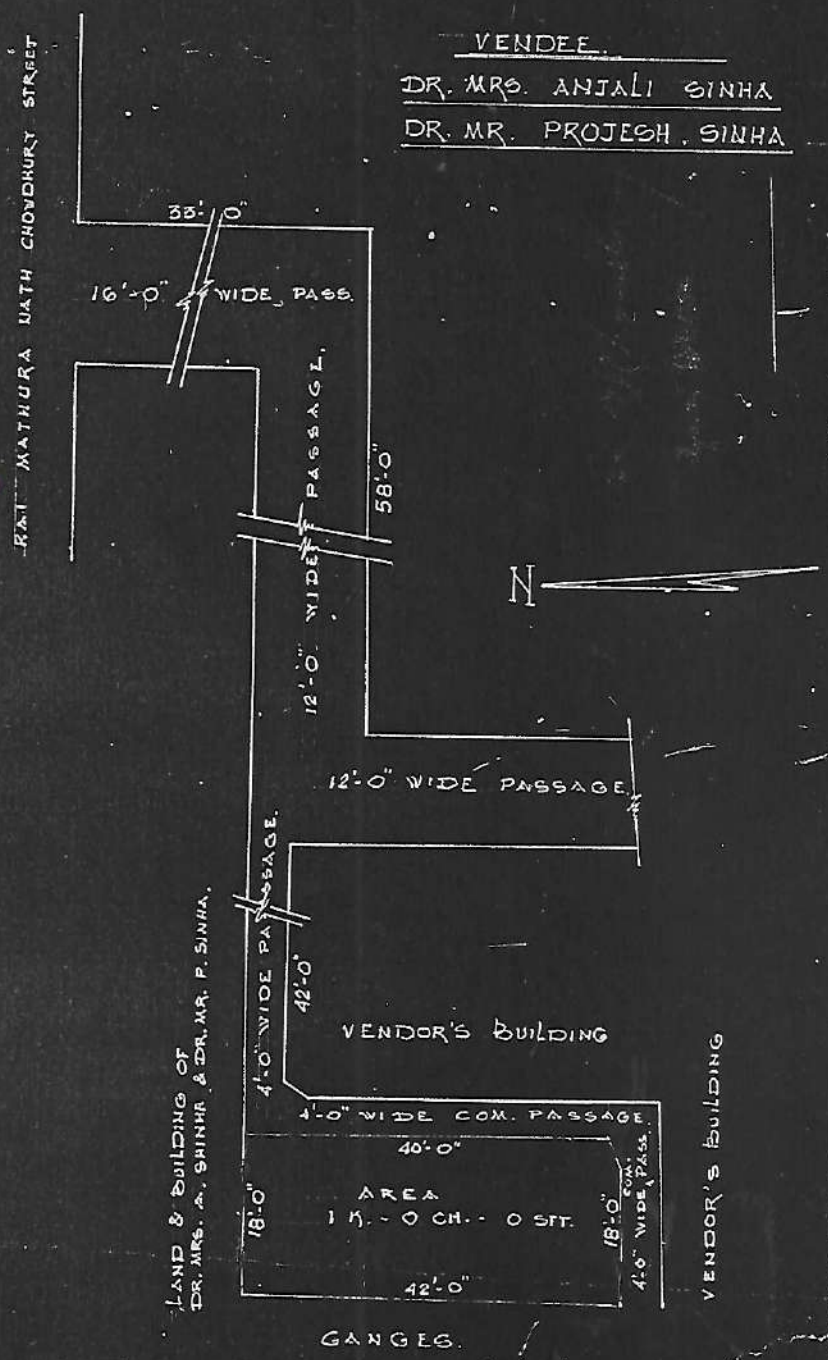 VENDEE.
DR. MRS. ANJALI SINHA
DR. MR. PROJESH. SINHA
RAI MATHURA NATH CHOWDHURY STREET
33'-0"
16'-0" WIDE, PASS.
12'-0" WIDE PASSAGE.
58'-0"
N
12'-0" WIDE PASSAGE.
4'-0" WIDE PASSAGE.
42'-0"
LAND & BUILDING OF
DR. MRS. A. SHINHA & DR. MR. P. SINHA.
VENDOR'S BUILDING
4'-0" WIDE COM. PASSAGE.
40'-0"
18'-0"
AREA
1 K. - 0 CH. - 0 SFT.
18'-0"
4'-0" WIDE COM. PASS.
VENDOR'S BUILDING
42'-0"
GANGES.